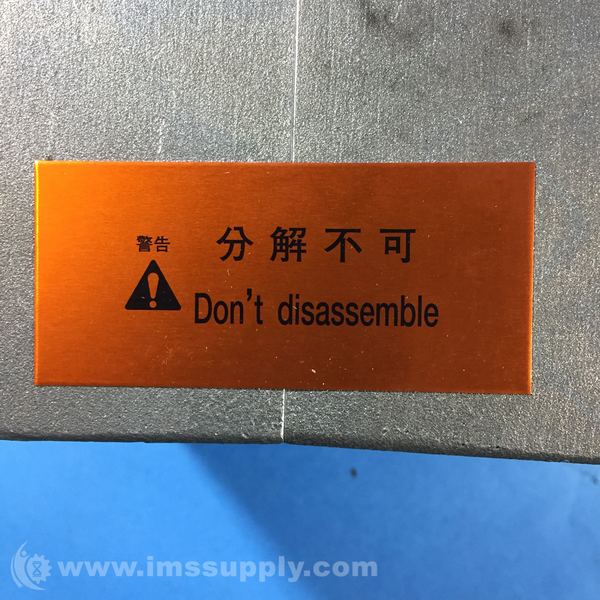 警告
分解不可
Don't disassemble
www.imssupply.com